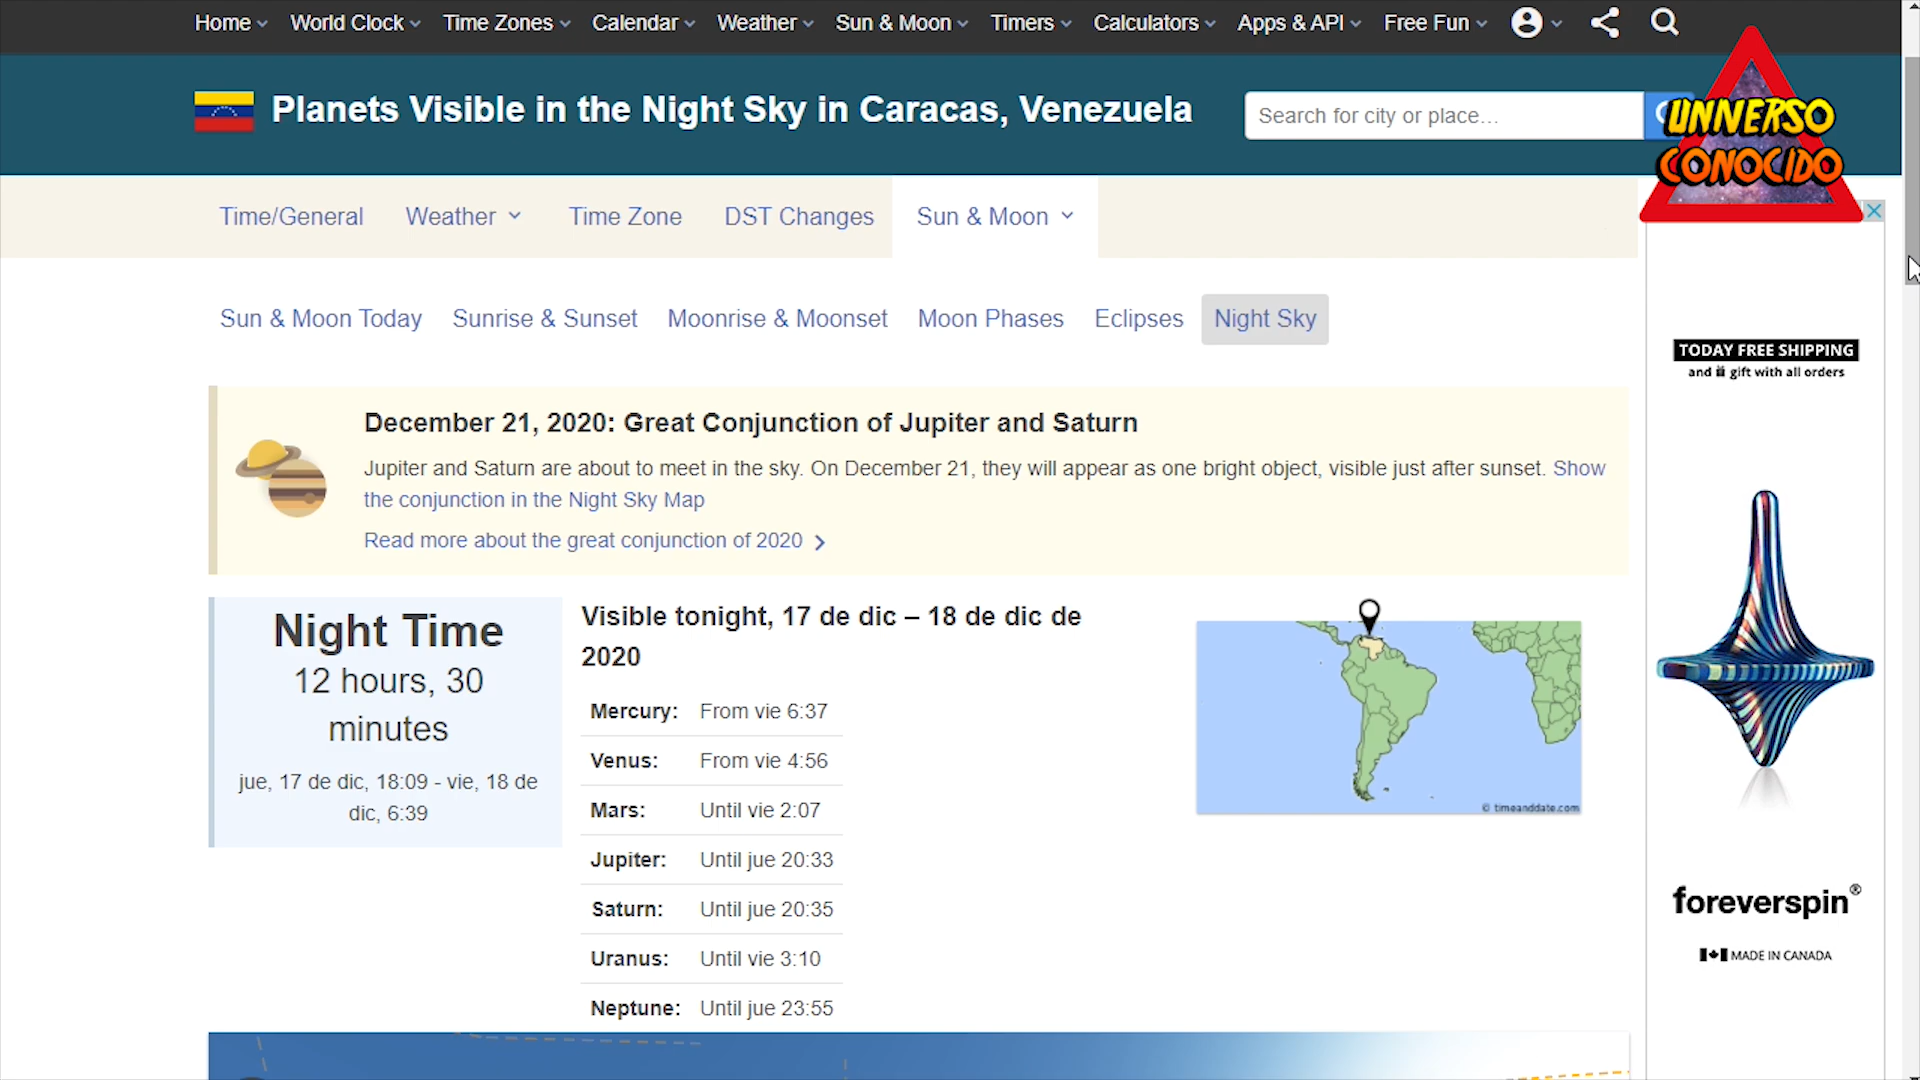 Home World Clock Time Zones Calendar Weather Sun & Moon Timers Calculators Apps & API Free Fun
Planets Visible in the Night Sky in Caracas, Venezuela
Search for city or place...
UNIVERSO
CONOCIDO
Time/General Weather Time Zone DST Changes Sun & Moon
Sun & Moon Today Sunrise & Sunset Moonrise & Moonset Moon Phases Eclipses Night Sky
December 21, 2020: Great Conjunction of Jupiter and Saturn
Jupiter and Saturn are about to meet in the sky. On December 21, they will appear as one bright object, visible just after sunset. Show
the conjunction in the Night Sky Map
Read more about the great conjunction of 2020
Night Time
12 hours, 30
minutes
jue, 17 de dic, 18:09 - vie, 18 de
dic, 6:39
Visible tonight, 17 de dic – 18 de dic de
2020
Mercury: From vie 6:37
Venus: From vie 4:56
Mars: Until vie 2:07
Jupiter: Until jue 20:33
Saturn: Until jue 20:35
Uranus: Until vie 3:10
Neptune: Until jue 23:55
© timeanddate.com
TODAY FREE SHIPPING
and gift with all orders
foreverspin®
MADE IN CANADA